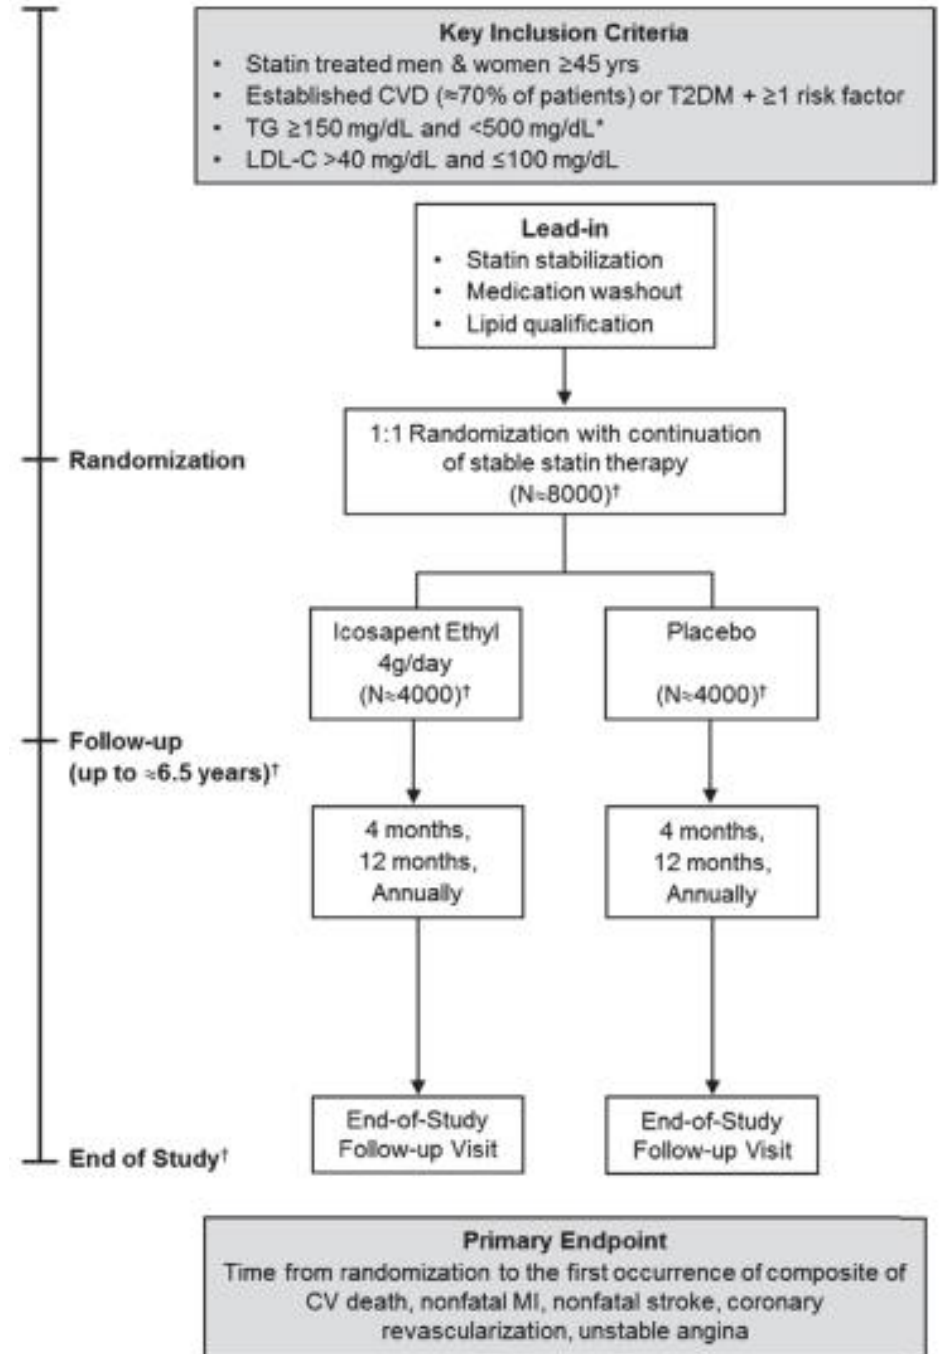 Key Inclusion Criteria
• Statin treated men & women ≥45 yrs
• Established CVD (≈70% of patients) or T2DM + ≥1 risk factor
• TG ≥150 mg/dL and <500 mg/dL*
• LDL-C >40 mg/dL and ≤100 mg/dL
Lead-in
• Statin stabilization
• Medication washout
• Lipid qualification
Randomization
1:1 Randomization with continuation
of stable statin therapy
(N≈8000)†
Icosapent Ethyl
4g/day
(N≈4000)†
Placebo
(N≈4000)†
Follow-up
(up to ≈6.5 years)†
4 months,
12 months,
Annually
4 months,
12 months,
Annually
End of Study†
End-of-Study
Follow-up Visit
End-of-Study
Follow-up Visit
Primary Endpoint
Time from randomization to the first occurrence of composite of
CV death, nonfatal MI, nonfatal stroke, coronary
revascularization, unstable angina